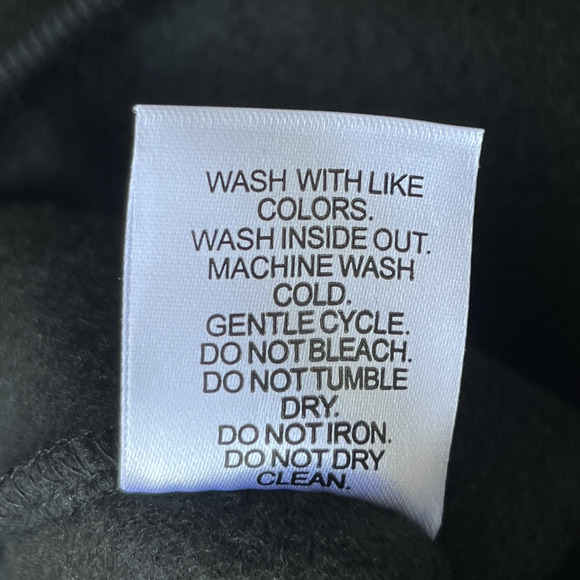 WASH WITH LIKE
COLORS.
WASH INSIDE OUT.
MACHINE WASH
COLD.
GENTLE CYCLE.
DO NOT BLEACH.
DO NOT TUMBLE
DRY.
DO NOT IRON.
DO NOT DRY
CLEAN.